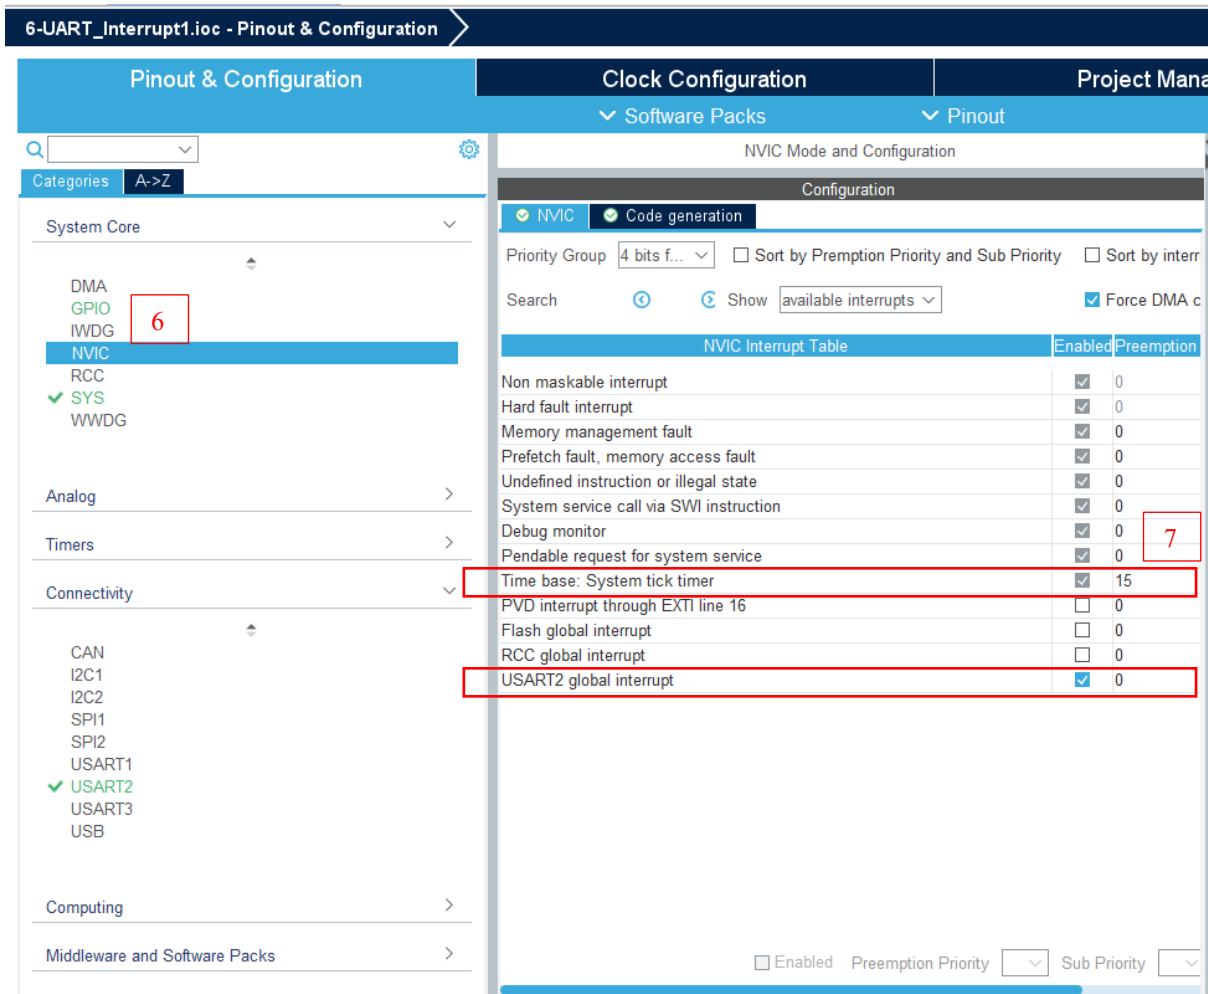 6-UART_Interrupt1.ioc - Pinout & Configuration
Pinout & Configuration
Clock Configuration
Project Mana
Software Packs
Pinout
Categories
A->Z
System Core
DMA
GPIO
IWDG
NVIC
RCC
SYS
WWDG
6
Analog
Timers
Connectivity
CAN
I2C1
I2C2
SPI1
SPI2
USART1
USART2
USART3
USB
Computing
Middleware and Software Packs
NVIC Mode and Configuration
Configuration
NVIC
Code generation
Priority Group 4 bits f... Sort by Premption Priority and Sub Priority Sort by interr
Search Show available interrupts Force DMA c
NVIC Interrupt Table Enabled Preemption
Non maskable interrupt 0
Hard fault interrupt 0
Memory management fault 0
Prefetch fault, memory access fault 0
Undefined instruction or illegal state 0
System service call via SWI instruction 0
Debug monitor 0
7
Pendable request for system service 0
Time base: System tick timer 15
PVD interrupt through EXTI line 16 0
Flash global interrupt 0
RCC global interrupt 0
USART2 global interrupt 0
Enabled Preemption Priority Sub Priority